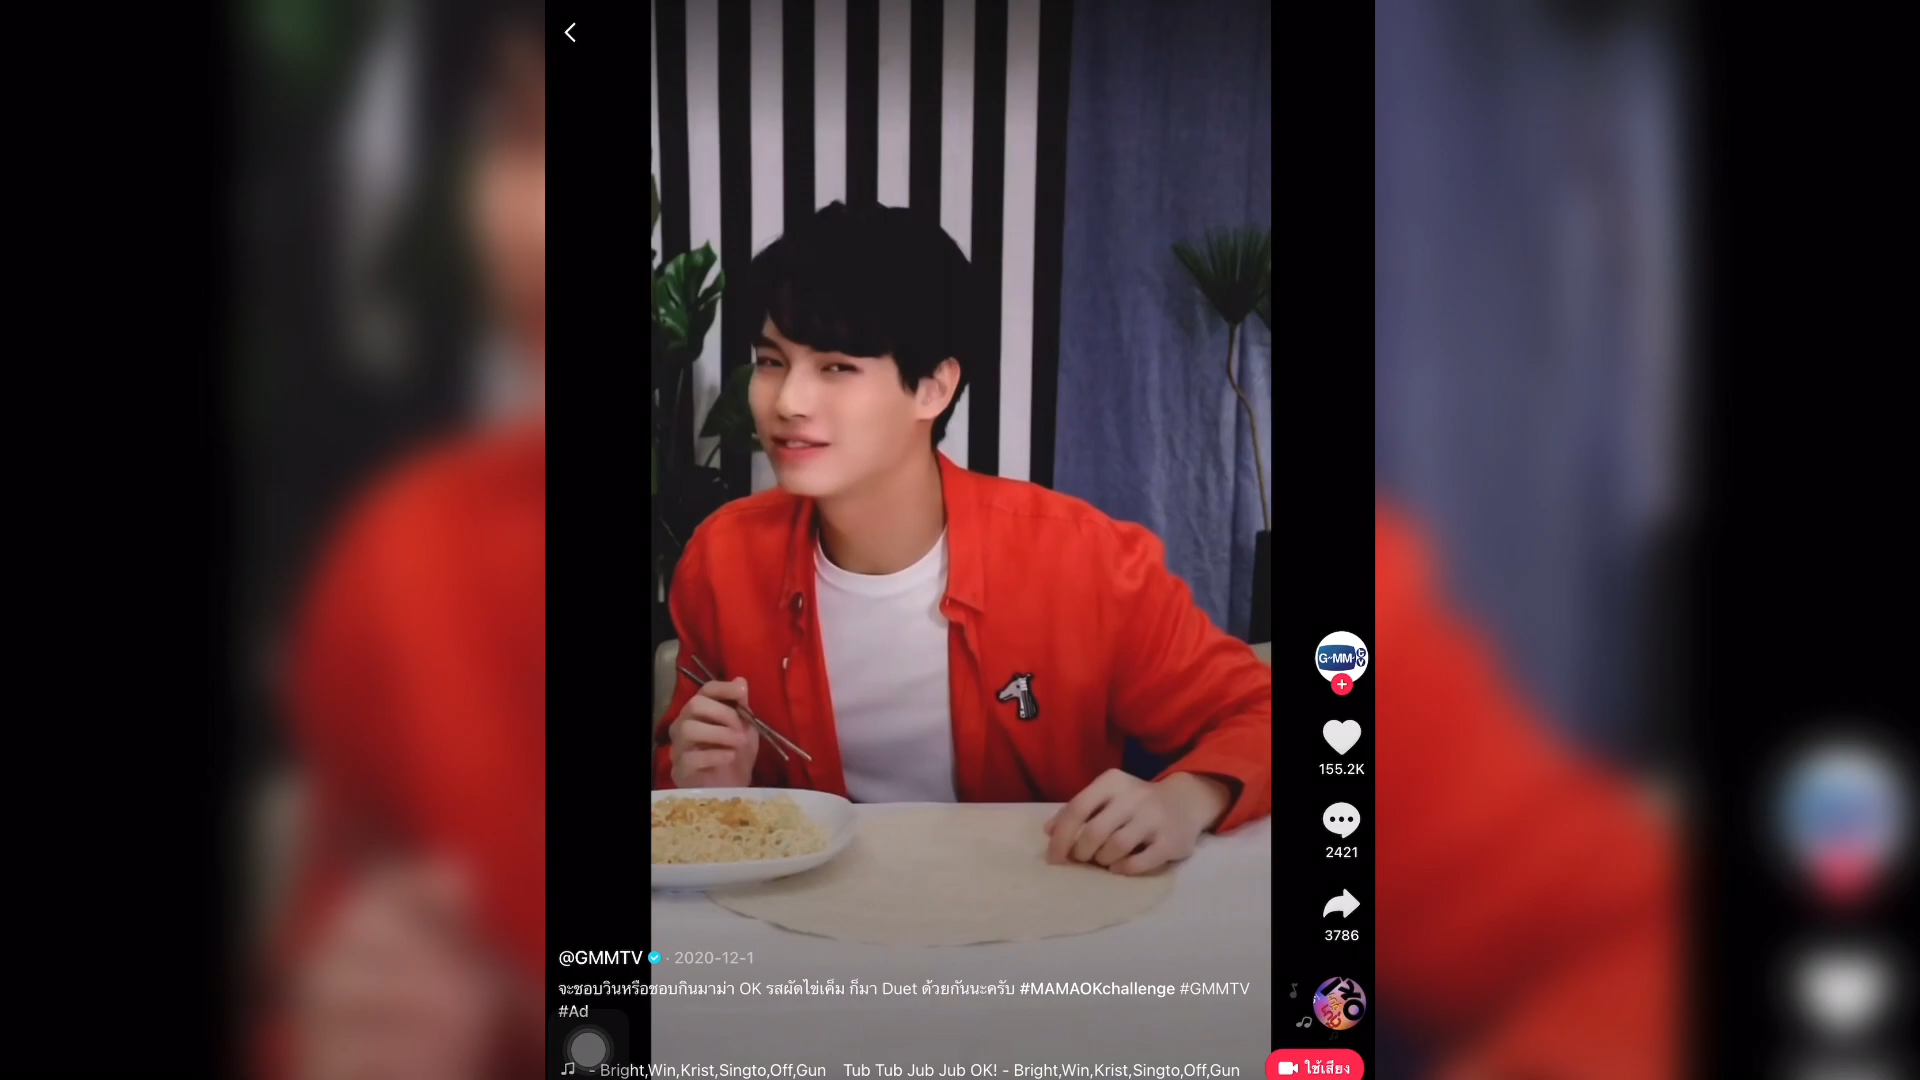 G-MM-TV
155.2K
2421
3786
@GMMTV · 2020-12-1
จะชอบวินหรือชอบกินมาม่า OK รสผัดไข่เค็ม ก็มา Duet ด้วยกันนะครับ #MAMAOKchallenge #GMMTV
#Ad
- Bright,Win,Krist,Singto,Off,Gun Tub Tub Jub Jub OK! - Bright,Win,Krist,Singto,Off,Gun
ใช้เสียง